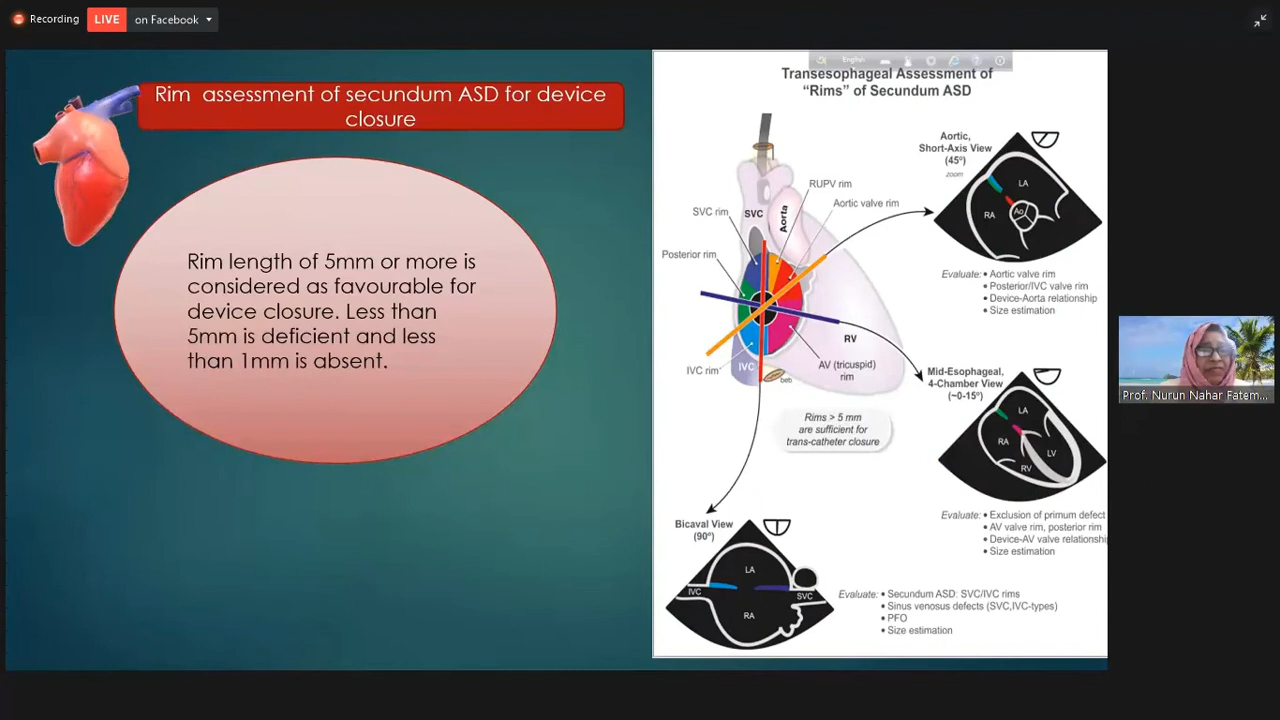 Recording
LIVE
on Facebook
Rim assessment of secundum ASD for device
closure
Rim length of 5mm or more is
considered as favourable for
device closure. Less than
5mm is deficient and less
than 1mm is absent.
English
Transesophageal Assessment of
“Rims” of Secundum ASD
SVC rim
Posterior rim
SVC
Aorta
RUPV rim
Aortic valve rim
RV
AV (tricuspid)
rim
IVC rim
IVC
beb
Rims > 5 mm
are sufficient for
trans-catheter closure
Aortic,
Short-Axis View
(45º)
zoom
LA
RA
Ao
Evaluate: • Aortic valve rim
• Posterior/IVC valve rim
• Device-Aorta relationship
• Size estimation
Mid-Esophageal,
4-Chamber View
(~0-15º)
LA
RA
LV
RV
Evaluate: • Exclusion of primum defect
• AV valve rim, posterior rim
• Device-AV valve relationship
• Size estimation
Bicaval View
(90º)
LA
IVC
SVC
RA
Evaluate: • Secundum ASD: SVC/IVC rims
• Sinus venosus defects (SVC,IVC-types)
• PFO
• Size estimation
Prof. Nurun Nahar Fatem...